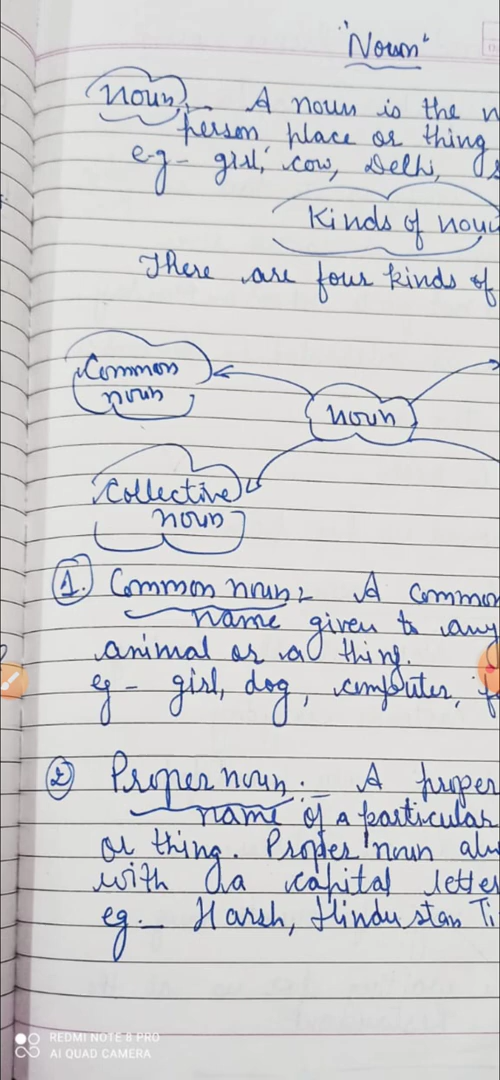 "Noun"
Noun:- A noun is the n
person place or thing
e.g- girl, cow, Delhi,
Kinds of noun
There are four kinds of
Common
noun
noun
Collective
noun
1. Common noun:- A common
name given to any
animal or a thing.
eg - girl, dog, computer,
2 Proper noun:- A proper
name of a particular
or thing. Proper noun alw
with a capital letter
eg.- Harsh, Hindustan Ti
REDMI NOTE 8 PRO
AI QUAD CAMERA